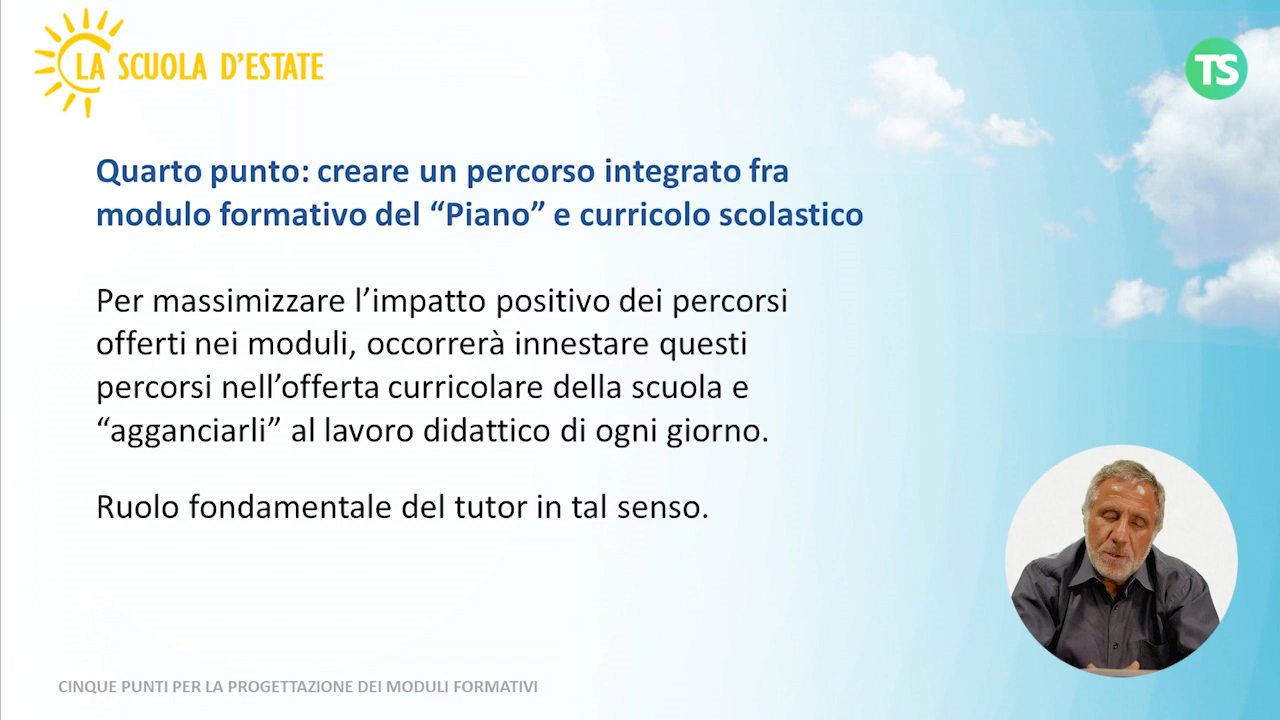 LA SCUOLA D'ESTATE
TS
Quarto punto: creare un percorso integrato fra
modulo formativo del “Piano” e curricolo scolastico
Per massimizzare l’impatto positivo dei percorsi
offerti nei moduli, occorrerà innestare questi
percorsi nell’offerta curricolare della scuola e
“agganciarli” al lavoro didattico di ogni giorno.
Ruolo fondamentale del tutor in tal senso.
CINQUE PUNTI PER LA PROGETTAZIONE DEI MODULI FORMATIVI